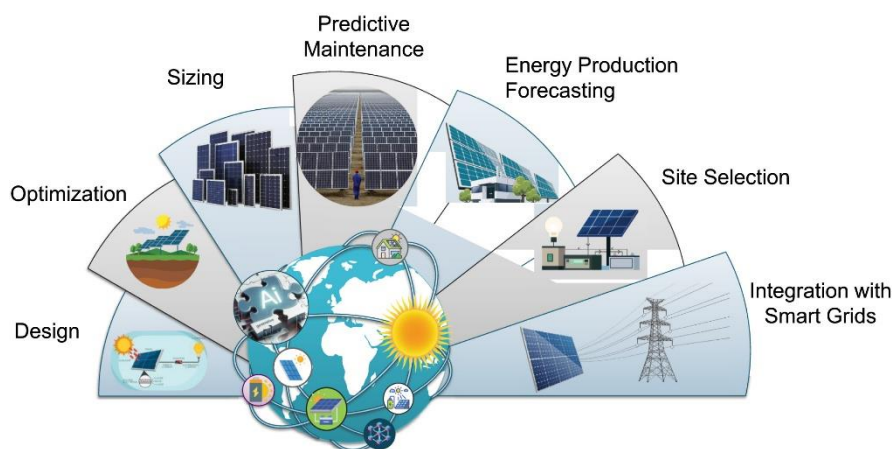 Predictive
Maintenance
Sizing
Energy Production
Forecasting
Optimization
Site Selection
Design
Integration with
Smart Grids
Ai